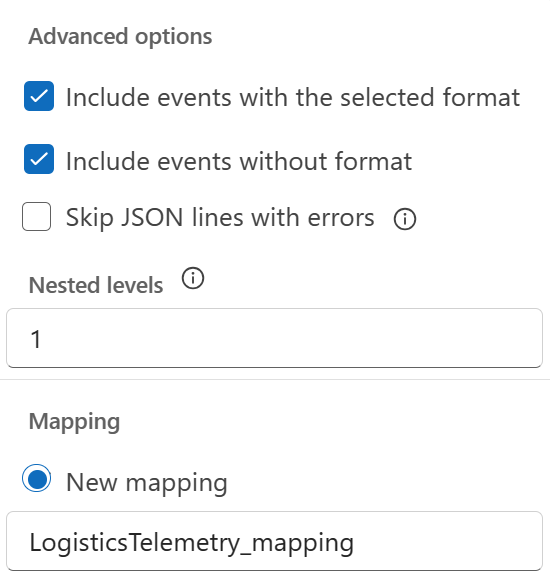 Advanced options
Include events with the selected format
Include events without format
Skip JSON lines with errors
Nested levels
1
Mapping
New mapping
LogisticsTelemetry_mapping